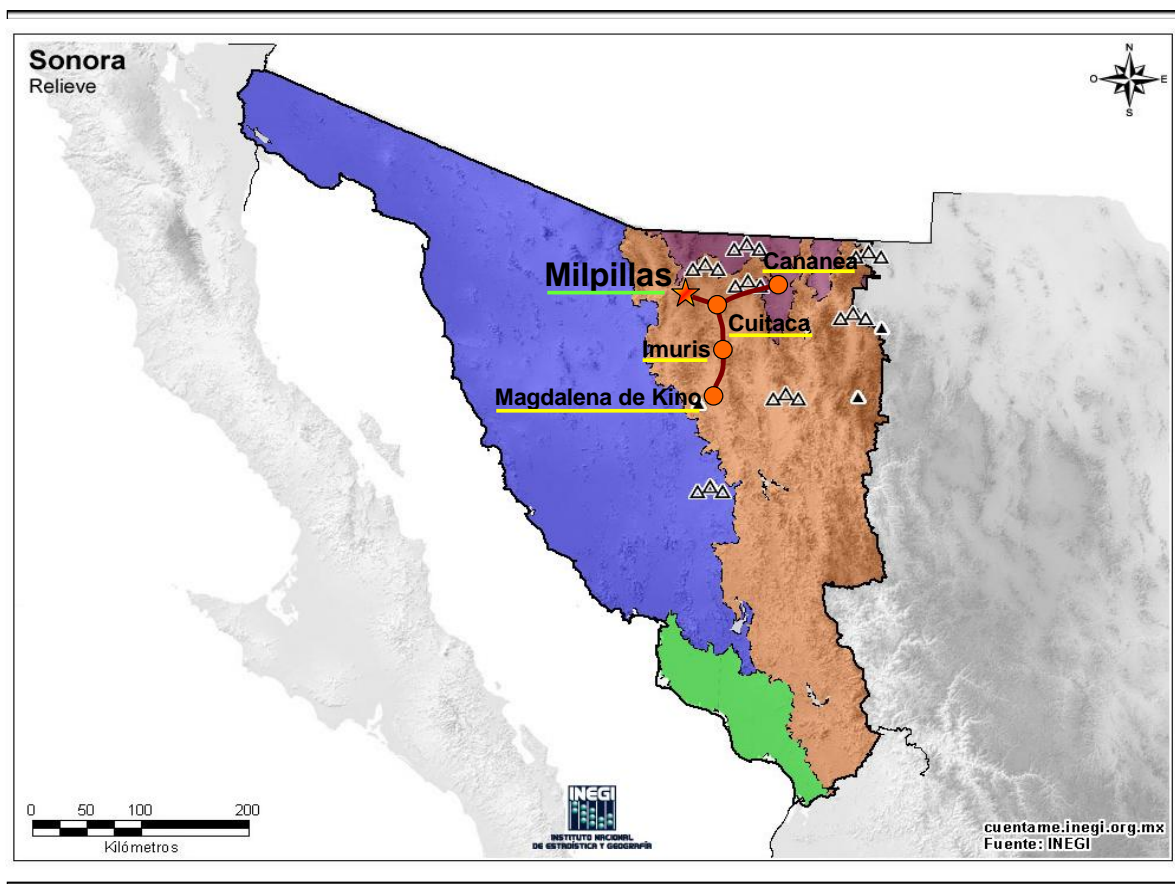 Sonora
Relieve
N
O E
S
Milpillas
Cananea
Cuitaca
Imuris
Magdalena de Kino
0 50 100 200
Kilómetros
INEGI
INSTITUTO NACIONAL
DE ESTADÍSTICA Y GEOGRAFÍA
cuentame.inegi.org.mx
Fuente: INEGI